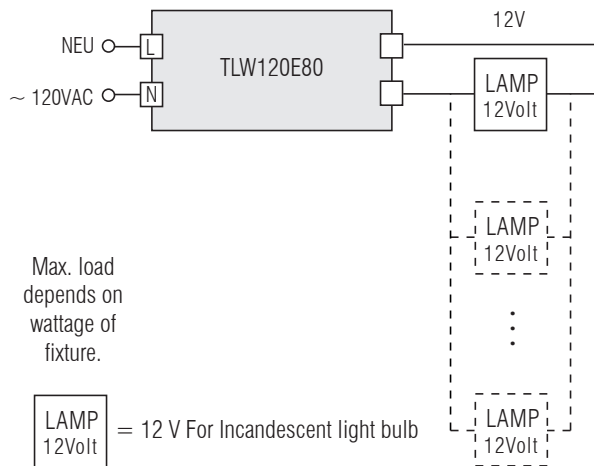 12V
NEU
L
TLW120E80
~ 120VAC
N
LAMP
12Volt
LAMP
12Volt
Max. load
depends on
wattage of
fixture.
LAMP
12Volt
= 12 V For Incandescent light bulb
LAMP
12Volt